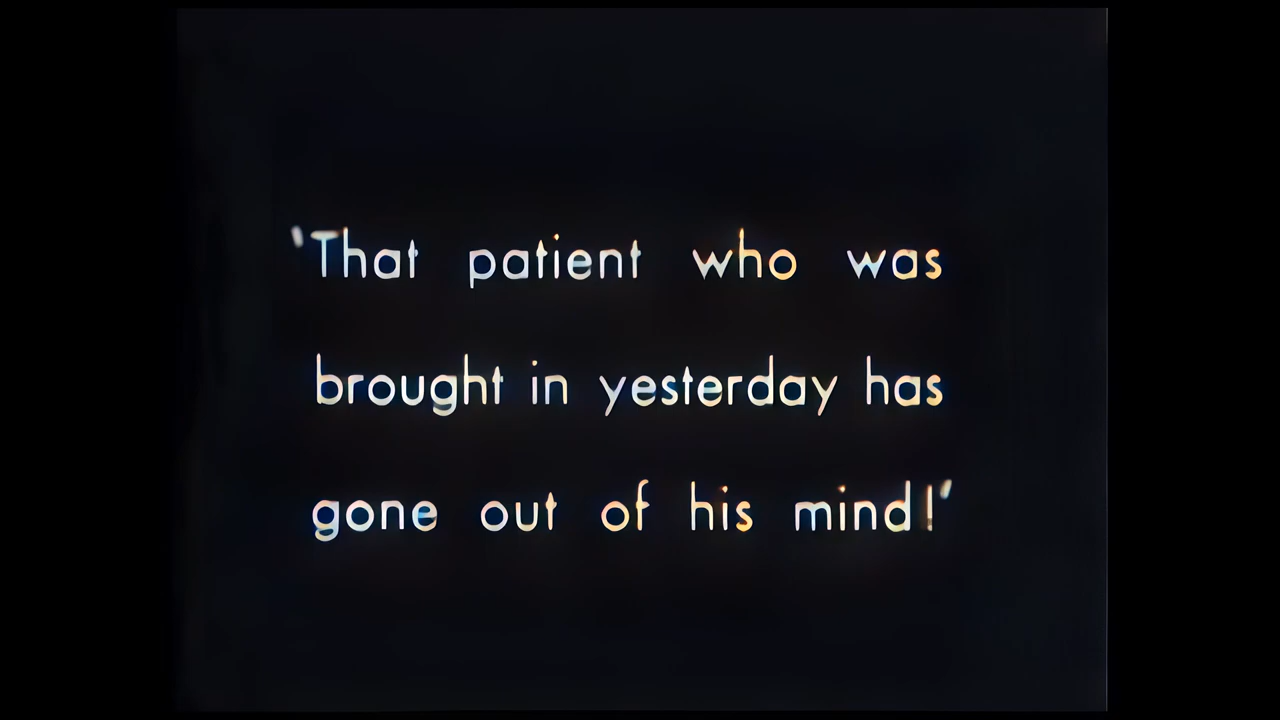 'That patient who was
brought in yesterday has
gone out of his mind!'